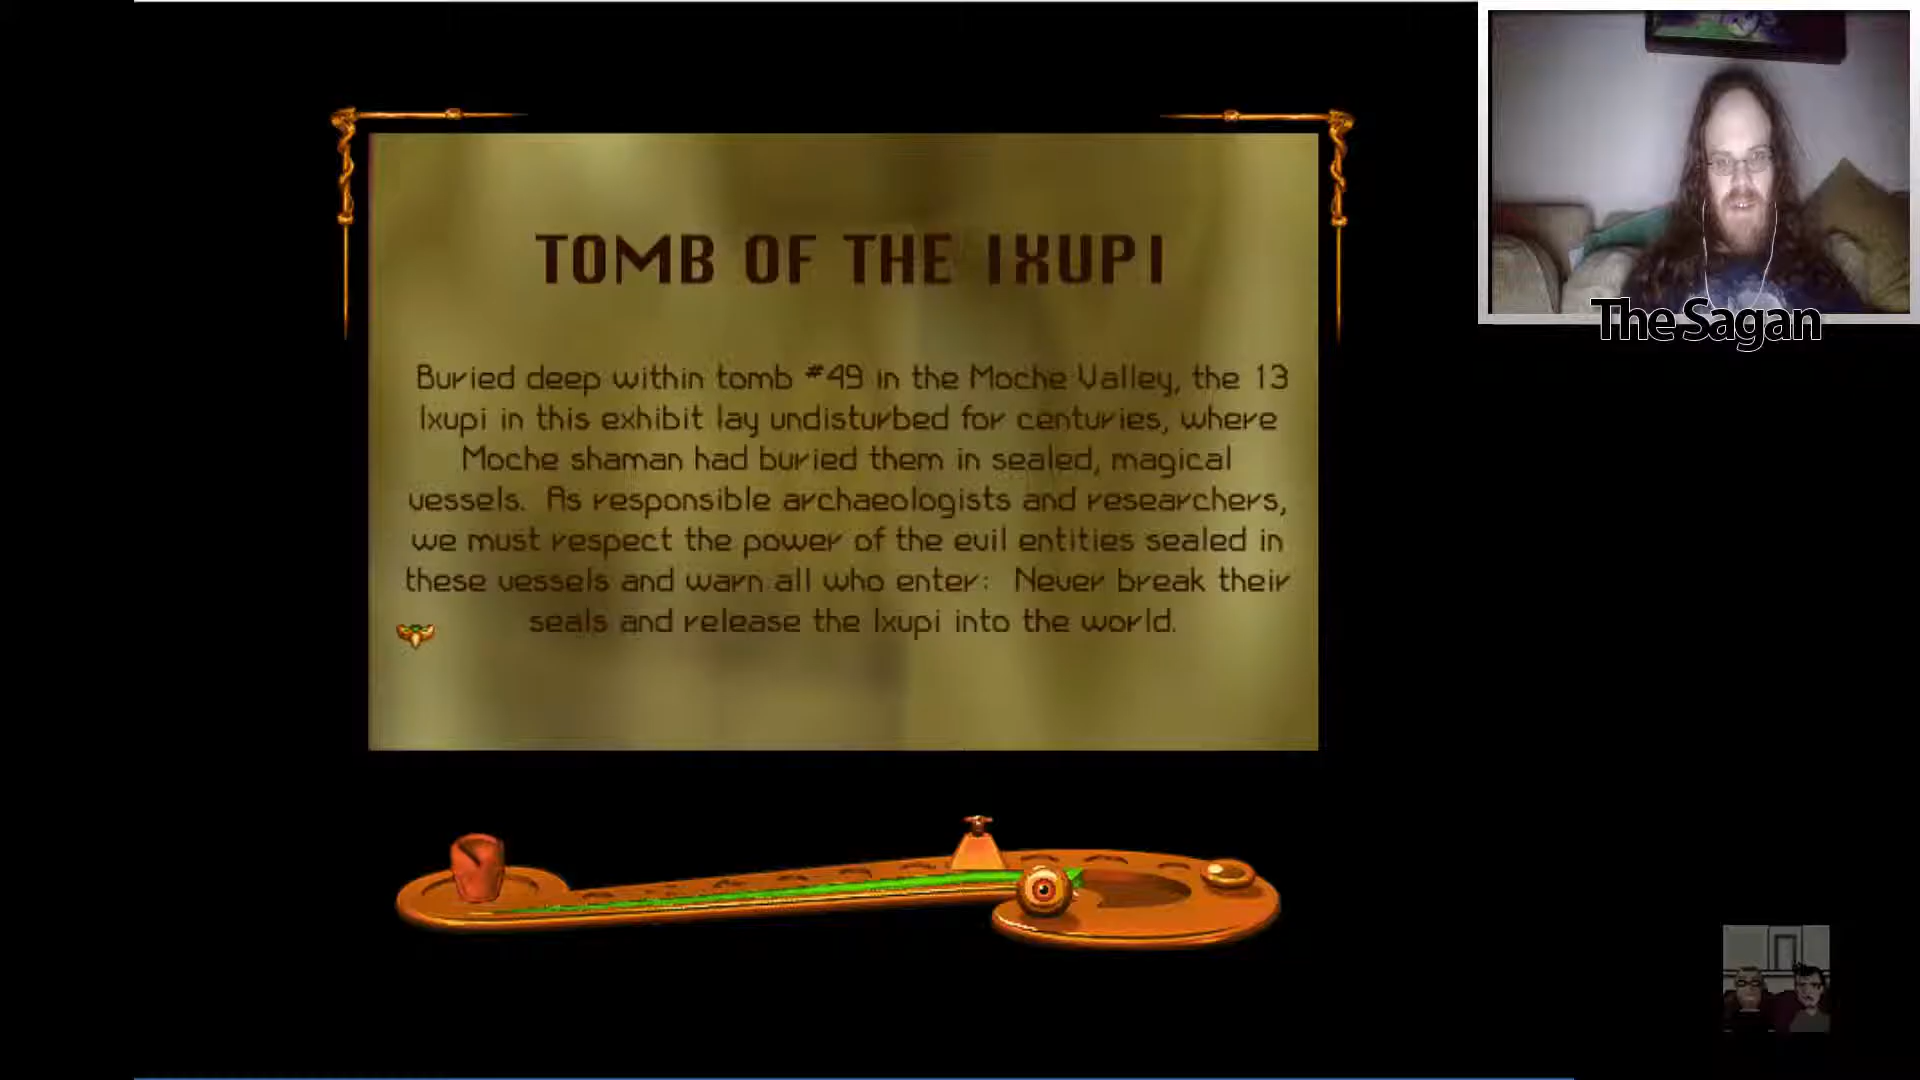 TOMB OF THE IXUPI
Buried deep within tomb #49 in the Moche Valley, the 13
Ixupi in this exhibit lay undisturbed for centuries, where
Moche shaman had buried them in sealed, magical
vessels. As responsible archaeologists and researchers,
we must respect the power of the evil entities sealed in
these vessels and warn all who enter: Never break their
seals and release the Ixupi into the world.
The Sagan